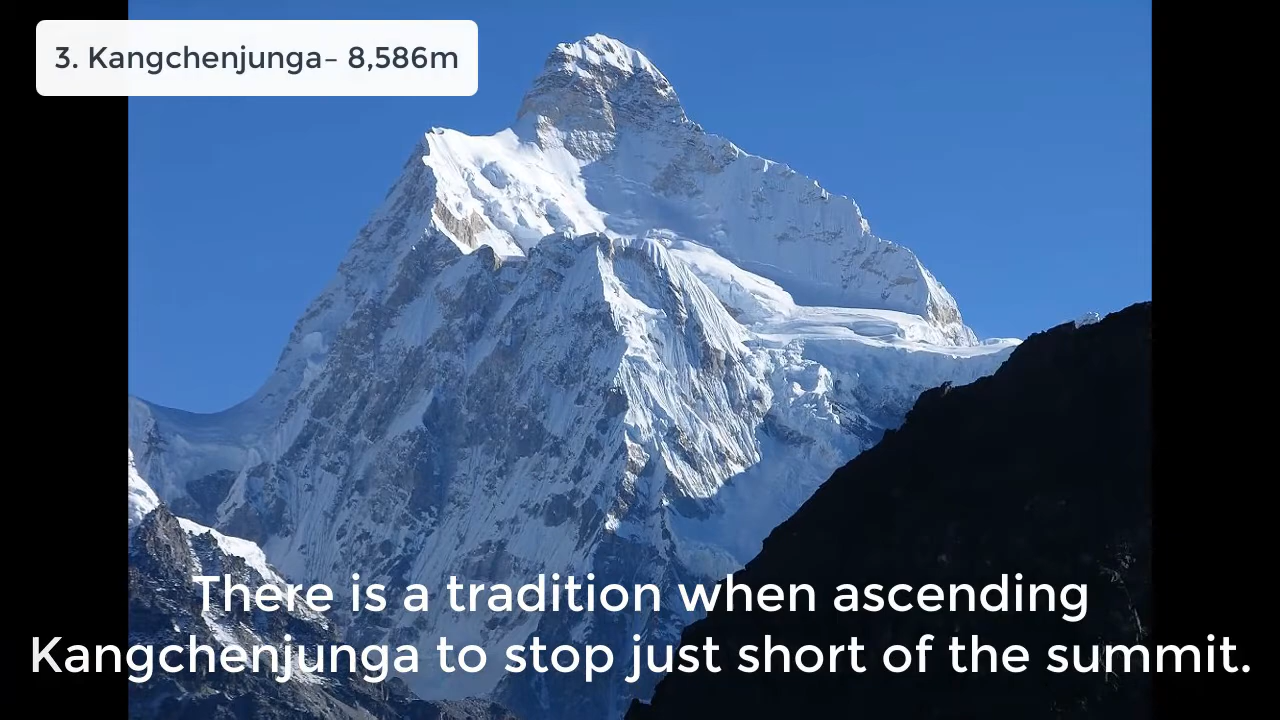 3. Kangchenjunga– 8,586m
There is a tradition when ascending
Kangchenjunga to stop just short of the summit.